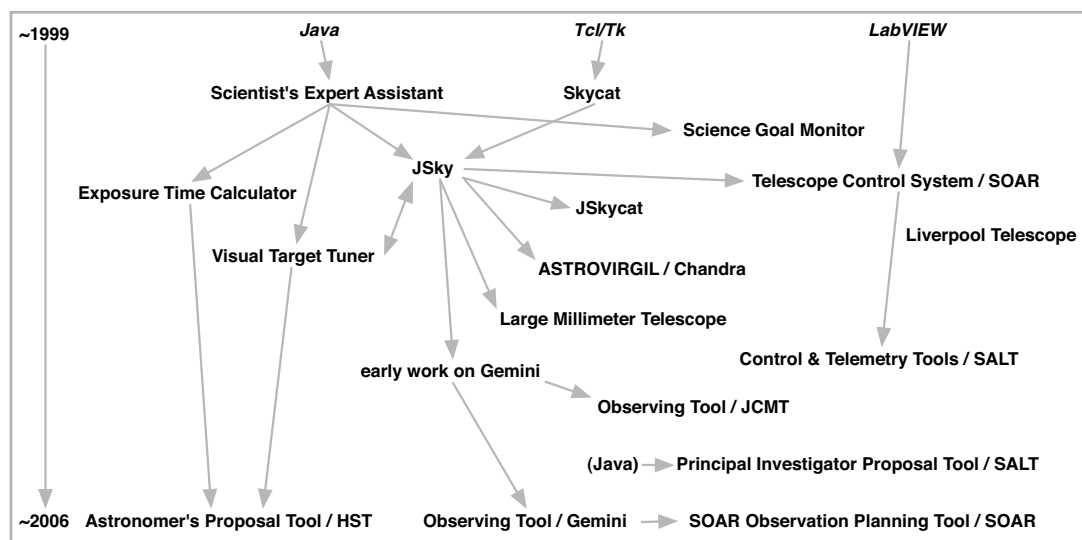 ~1999
Java
Tcl/Tk
LabVIEW
Scientist's Expert Assistant
Skycat
Science Goal Monitor
JSky
Exposure Time Calculator
Telescope Control System / SOAR
JSkycat
Visual Target Tuner
Liverpool Telescope
ASTROVIRGIL / Chandra
Large Millimeter Telescope
early work on Gemini
Control & Telemetry Tools / SALT
Observing Tool / JCMT
(Java)
Principal Investigator Proposal Tool / SALT
~2006
Astronomer's Proposal Tool / HST
Observing Tool / Gemini
SOAR Observation Planning Tool / SOAR